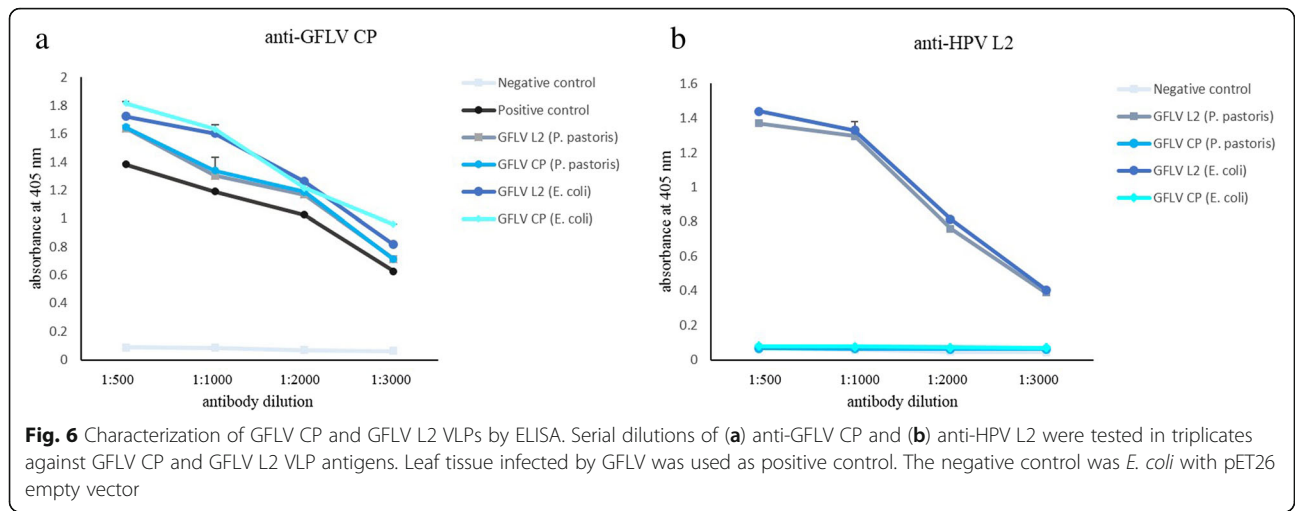 a
anti-GFLV CP
absorbance at 405 nm
2
1.8
1.6
1.4
1.2
1
0.8
0.6
0.4
0.2
0
1:500
1:1000
1:2000
1:3000
antibody dilution
Negative control
Positive control
GFLV L2 (P. pastoris)
GFLV CP (P. pastoris)
GFLV L2 (E. coli)
GFLV CP (E. coli)
b
anti-HPV L2
absorbance at 405 nm
1.6
1.4
1.2
1
0.8
0.6
0.4
0.2
0
1:500
1:1000
1:2000
1:3000
antibody dilution
Negative control
GFLV L2 (P. pastoris)
GFLV CP (P. pastoris)
GFLV L2 (E. coli)
GFLV CP (E. coli)
Fig. 6 Characterization of GFLV CP and GFLV L2 VLPs by ELISA. Serial dilutions of (a) anti-GFLV CP and (b) anti-HPV L2 were tested in triplicates
against GFLV CP and GFLV L2 VLP antigens. Leaf tissue infected by GFLV was used as positive control. The negative control was E. coli with pET26
empty vector